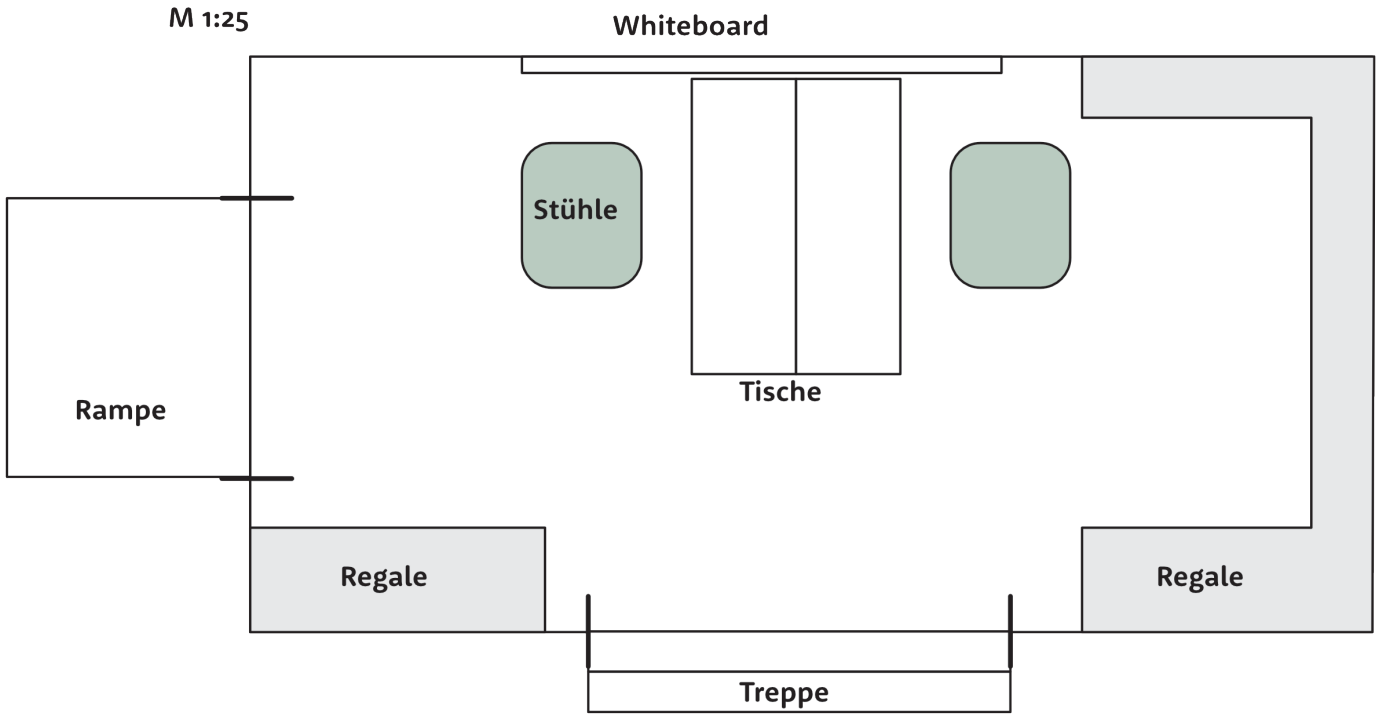 M 1:25
Whiteboard
Stühle
Tische
Rampe
Regale
Regale
Treppe